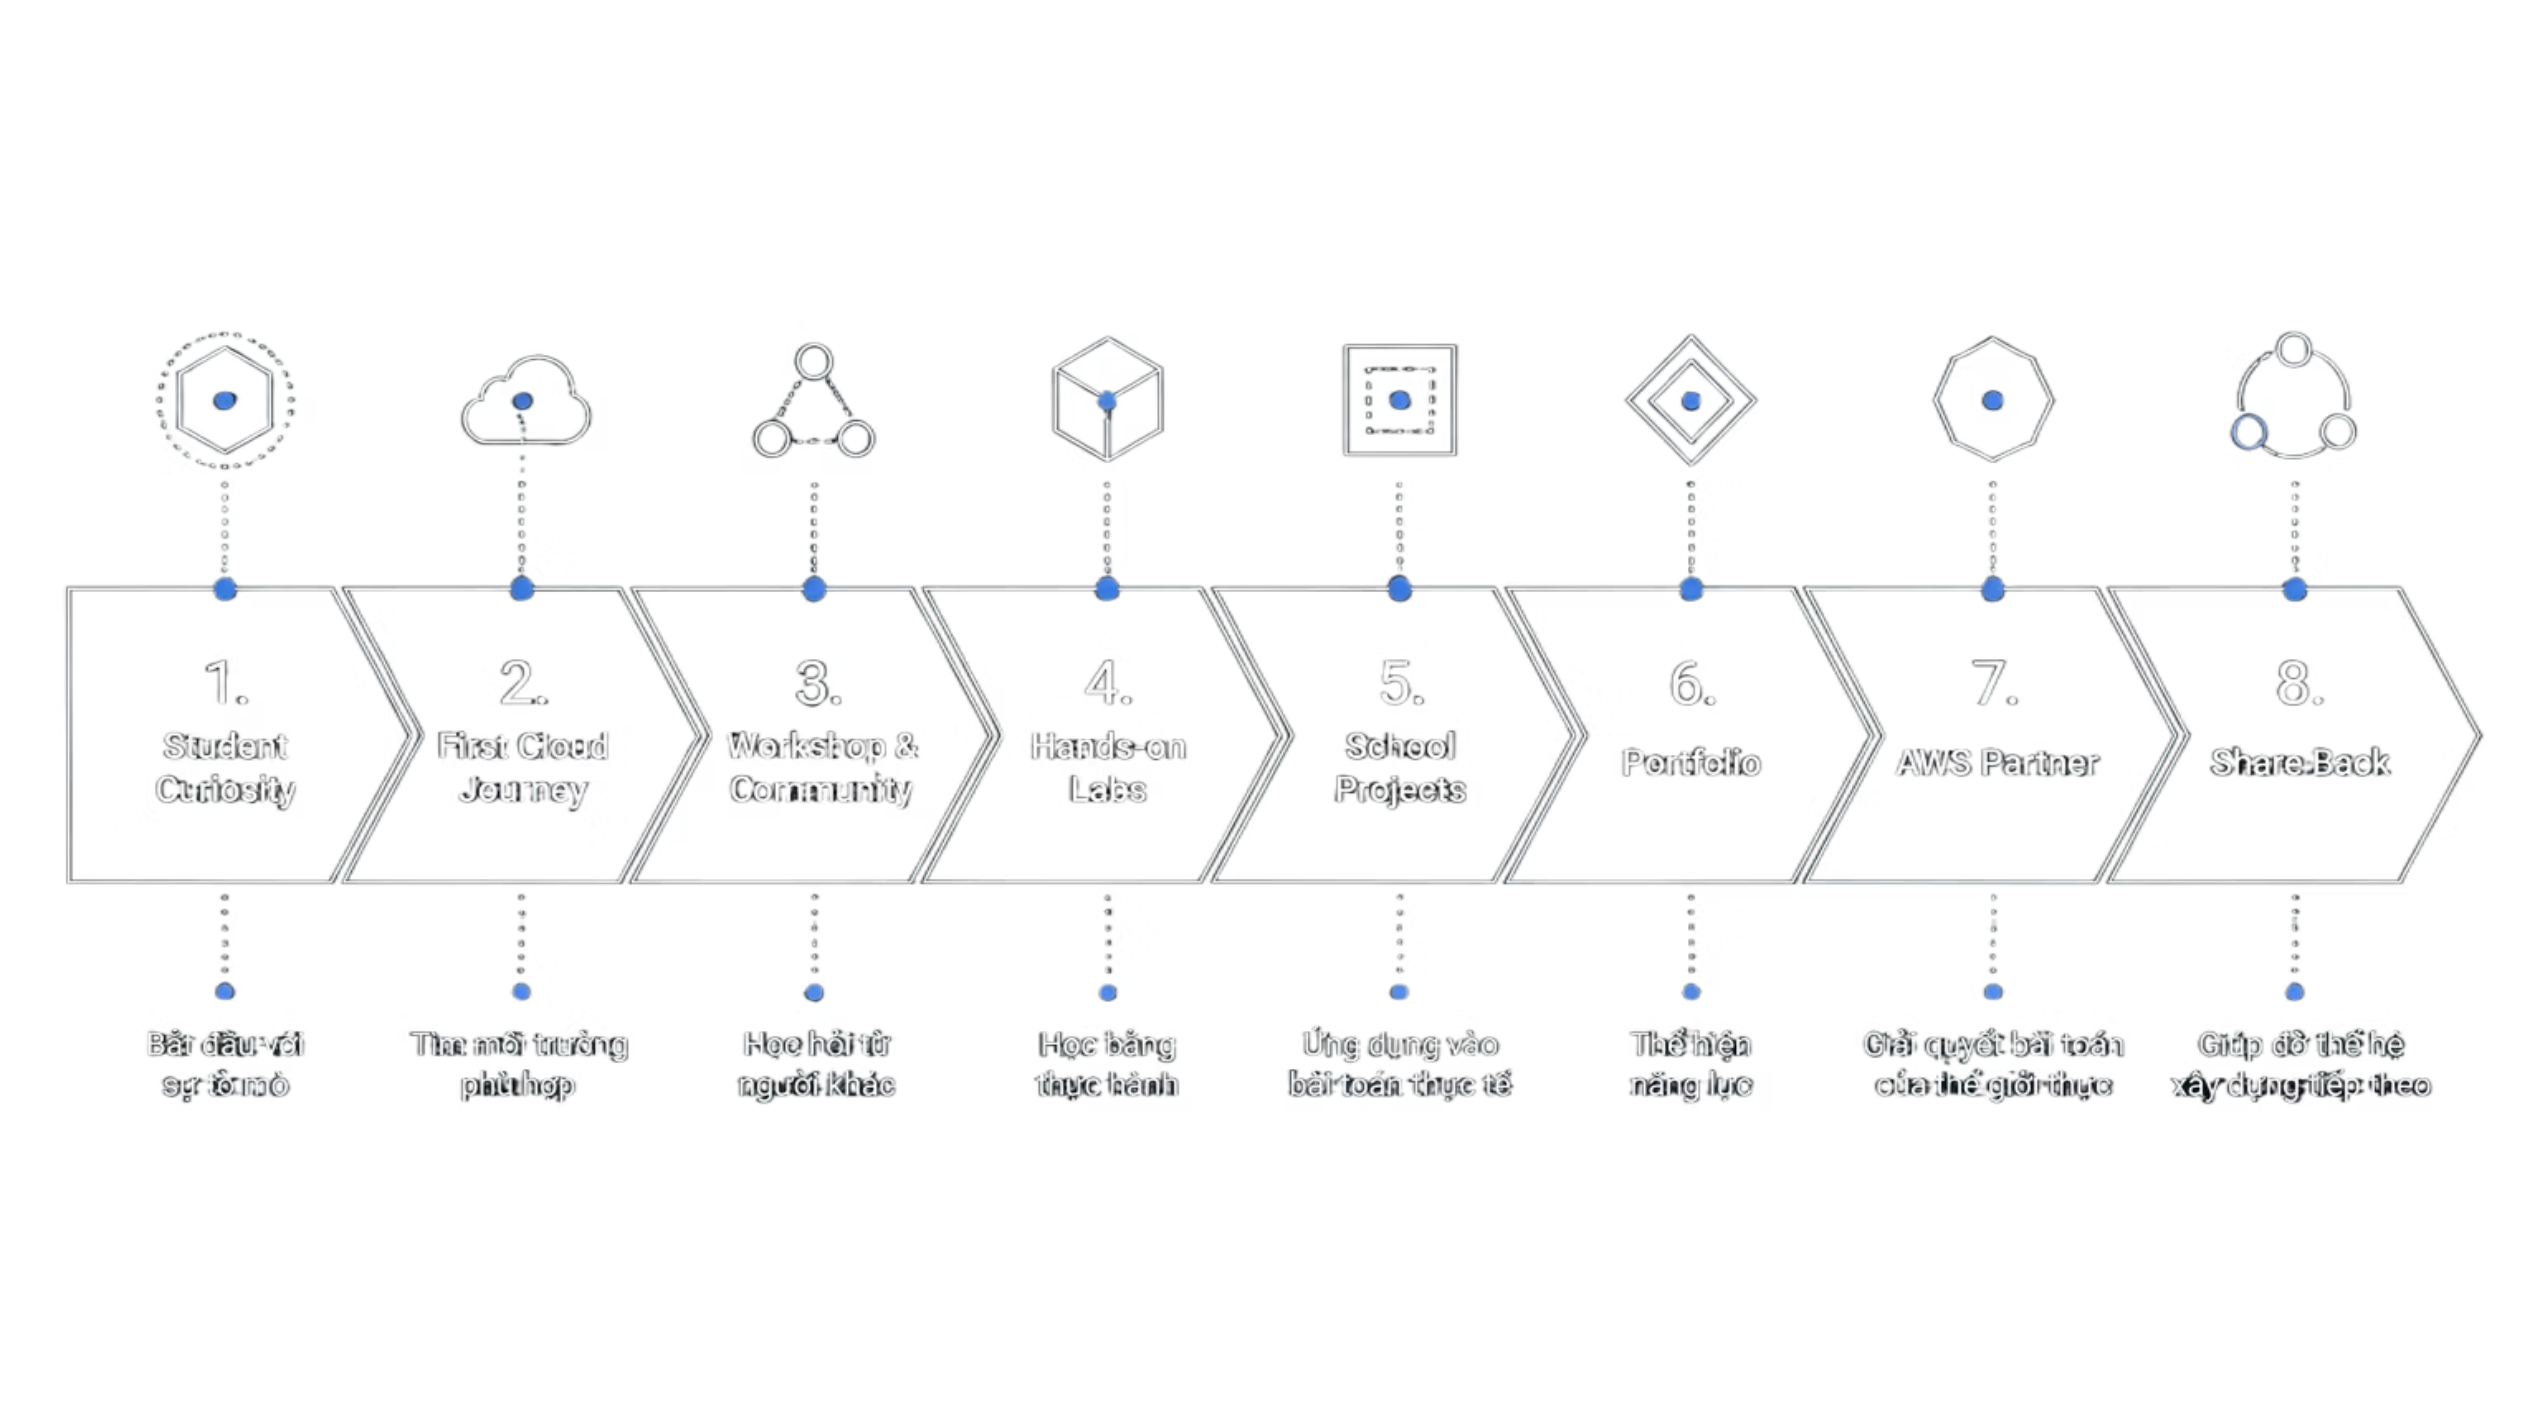 1.
Student
Curiosity
2.
First Cloud
Journey
3.
Workshop &
Community
4.
Hands-on
Labs
5.
School
Projects
6.
Portfolio
7.
AWS Partner
8.
Share Back
Bắt đầu với
sự tò mò
Tìm môi trường
phù hợp
Học hỏi từ
người khác
Học bằng
thực hành
Ứng dụng vào
bài toán thực tế
Thể hiện
năng lực
Giải quyết bài toán
của thế giới thực
Giúp đỡ thế hệ
xây dựng tiếp theo